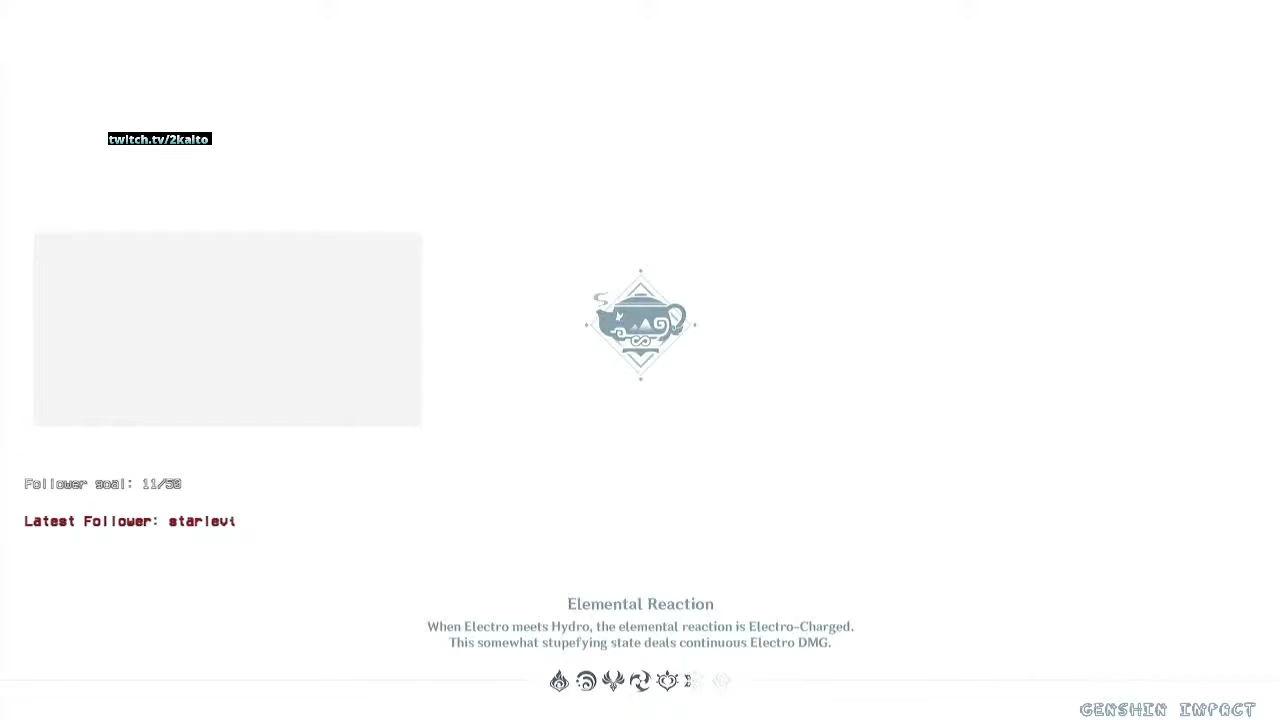 twitch.tv/2kaito
Follower goal: 11/50
Latest Follower: starlevi
Elemental Reaction
When Electro meets Hydro, the elemental reaction is Electro-Charged.
This somewhat stupefying state deals continuous Electro DMG.
GENSHIN IMPACT